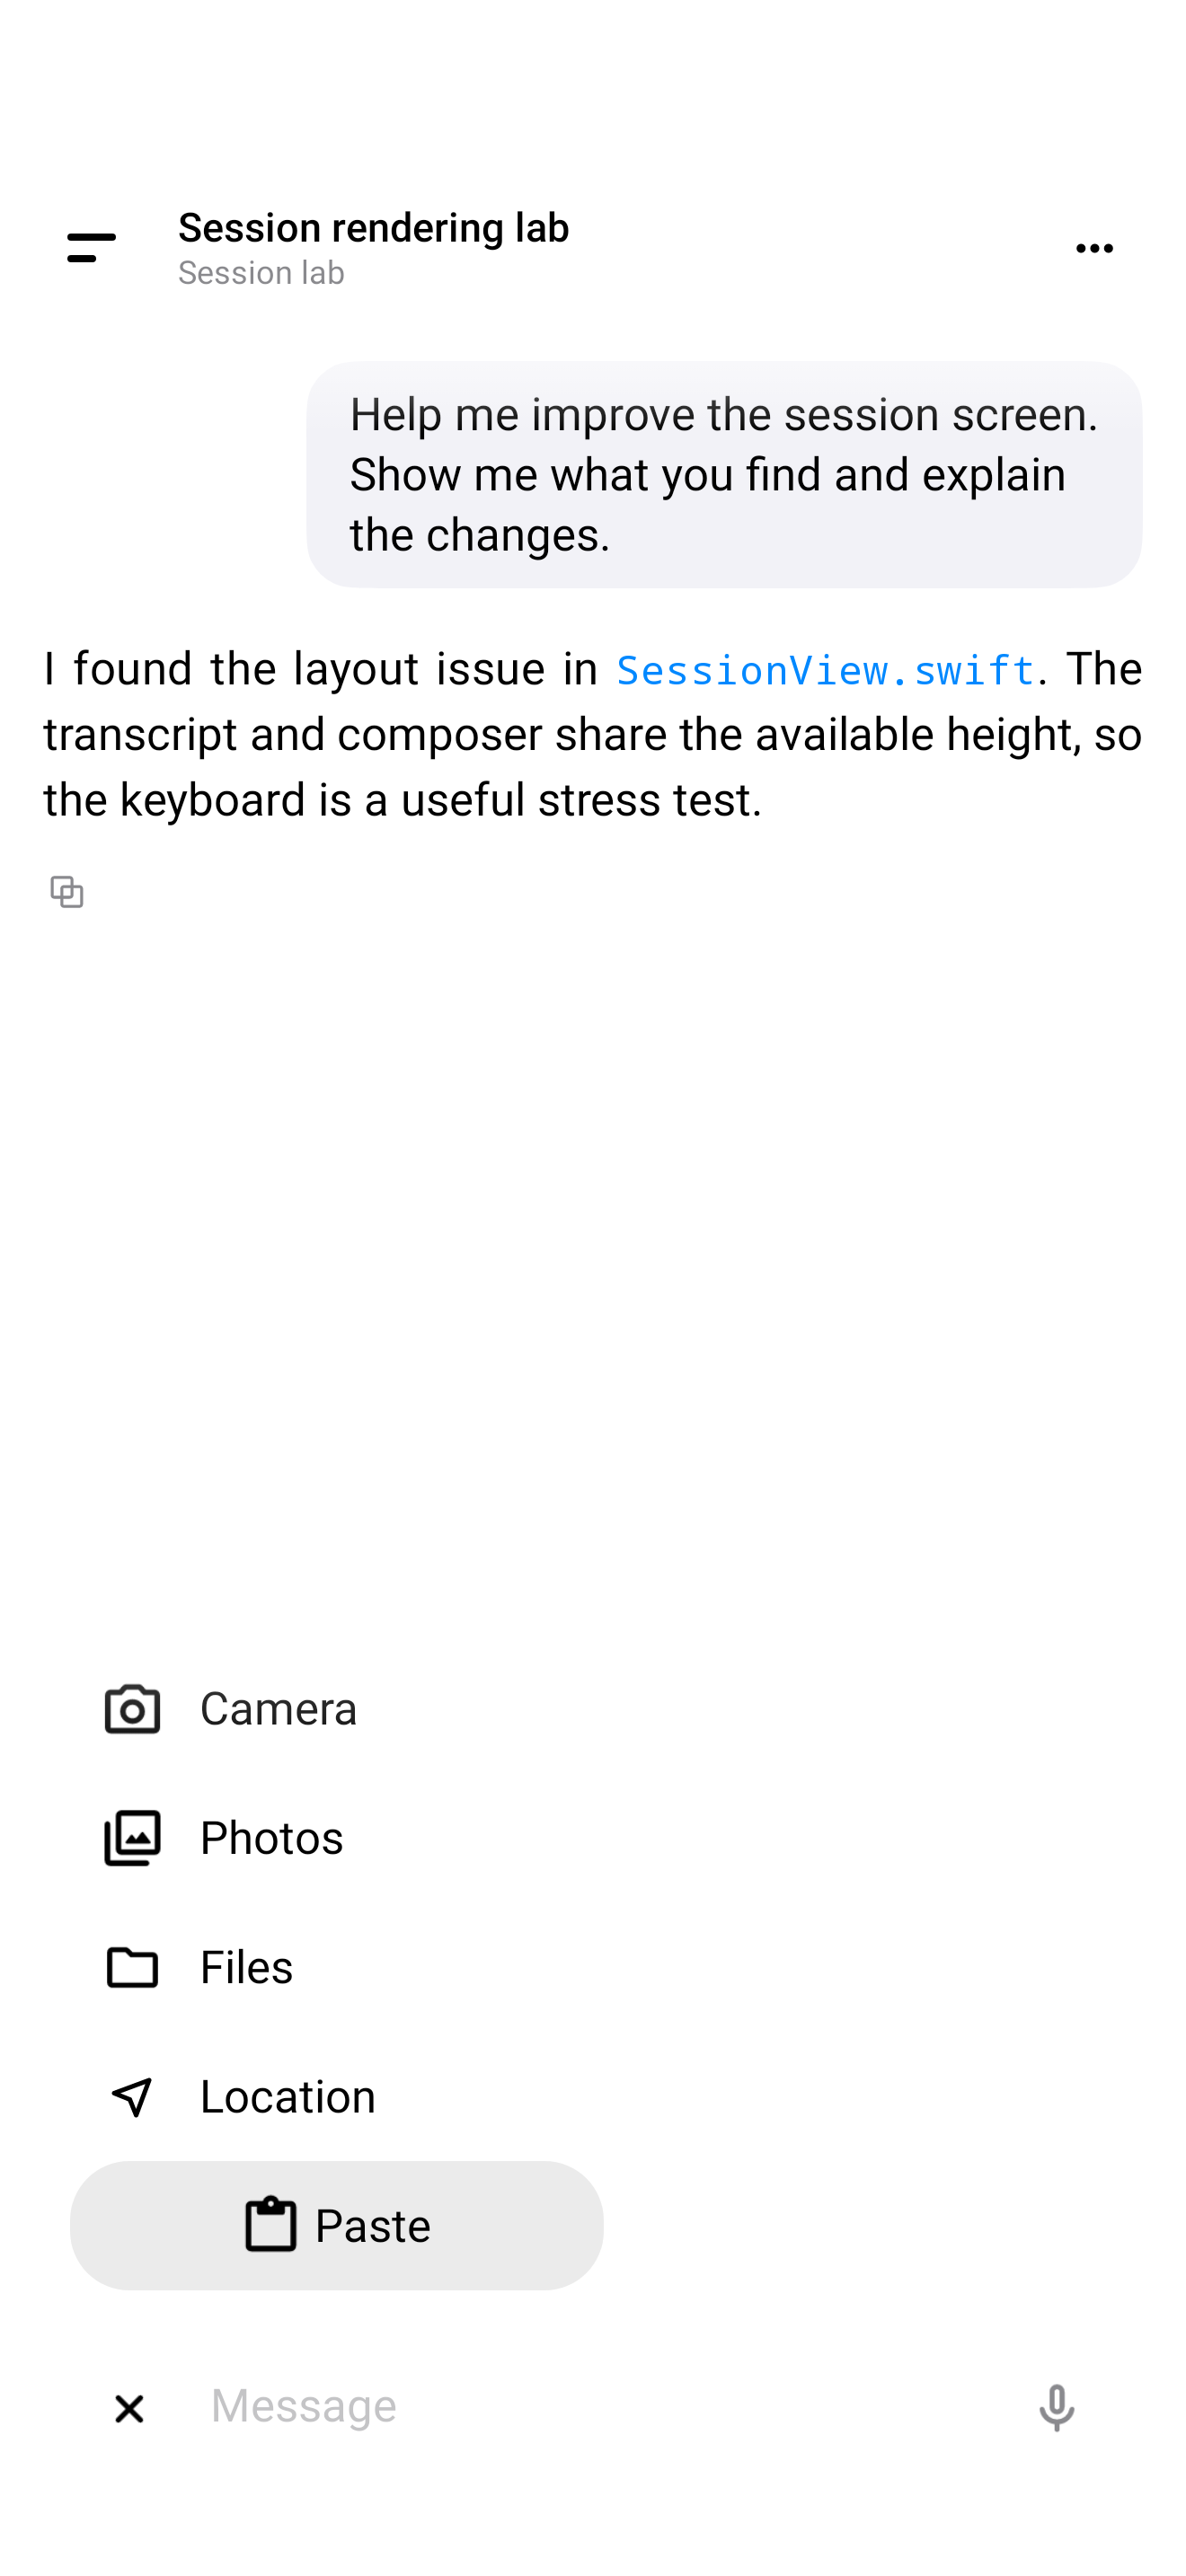 Session rendering lab
Session lab
Help me improve the session screen.
Show me what you find and explain
the changes.
I found the layout issue in SessionView.swift. The
transcript and composer share the available height, so
the keyboard is a useful stress test.
Camera
Photos
Files
Location
Paste
Message